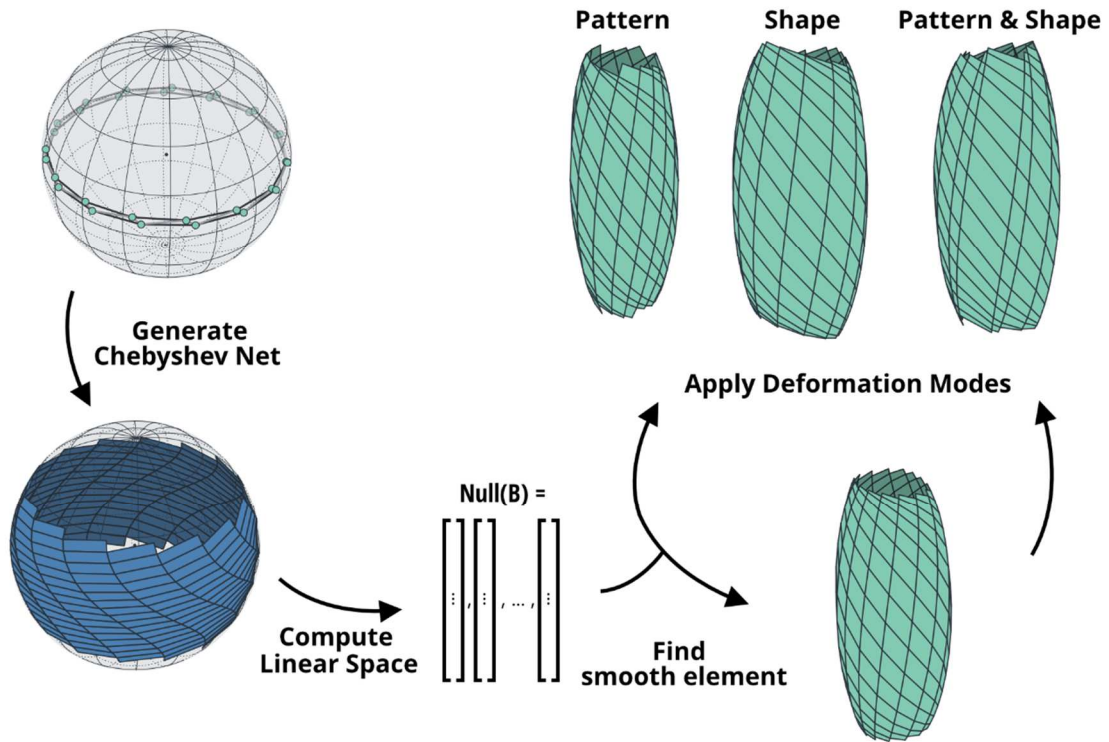 Pattern
Shape
Pattern & Shape
Generate
Chebyshev Net
Apply Deformation Modes
Null(B) =
⋮ , ⋮ , ... , ⋮
Compute
Linear Space
Find
smooth element